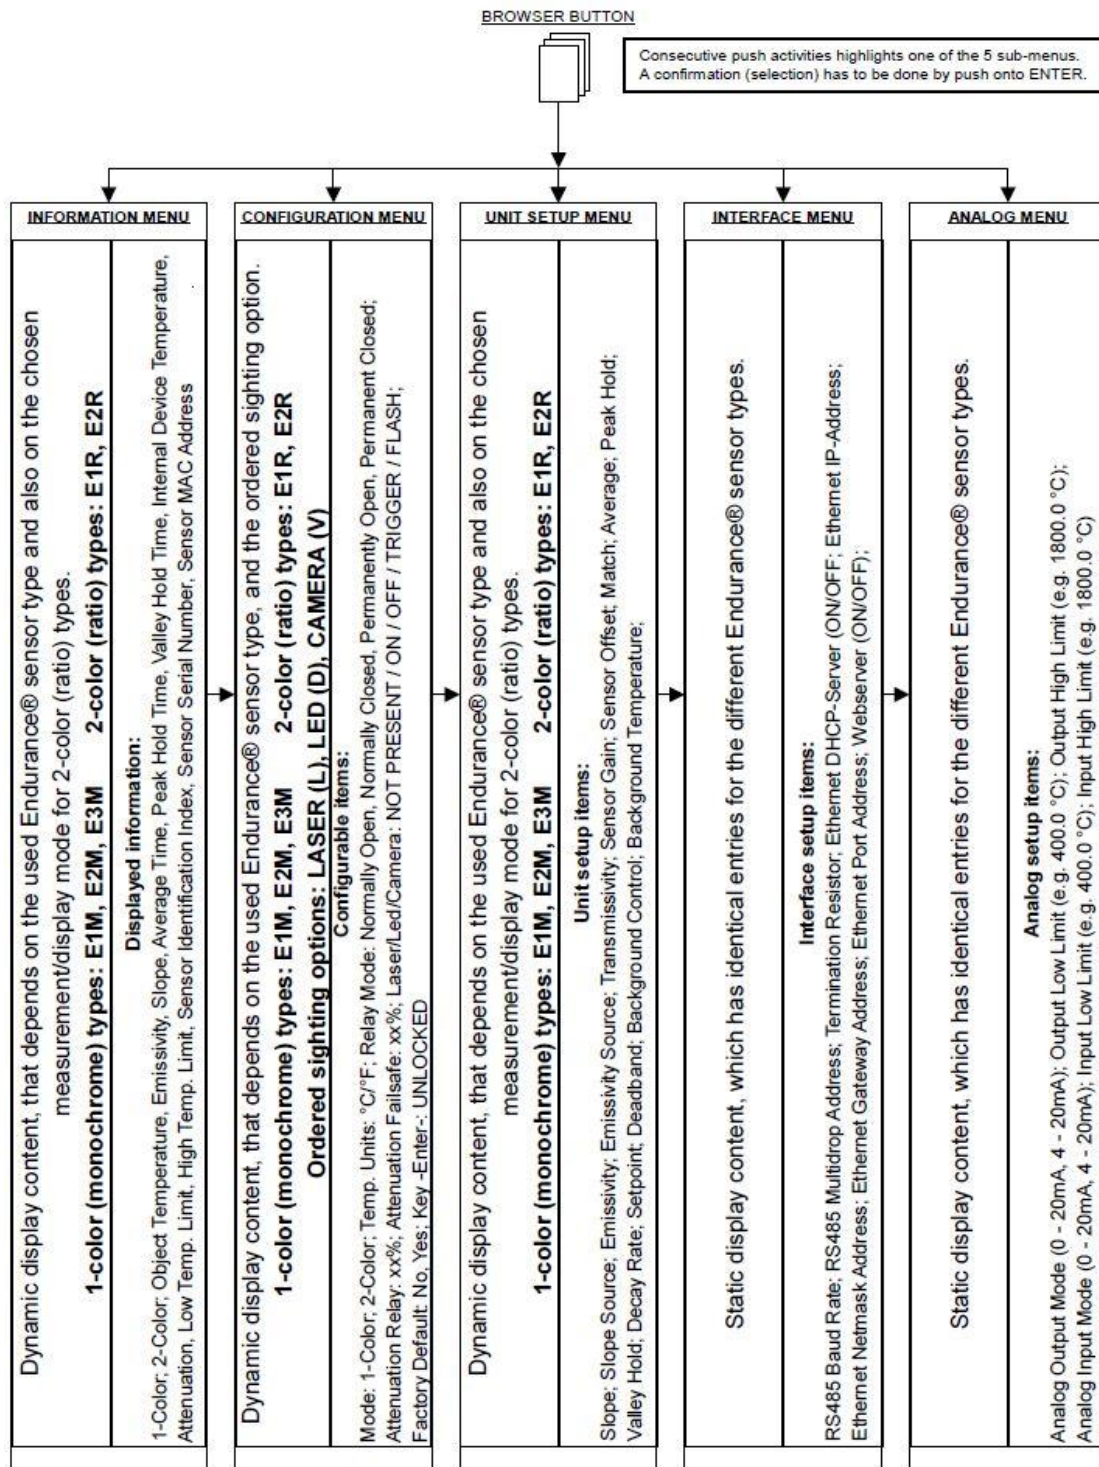 BROWSER BUTTON
Consecutive push activities highlights one of the 5 sub-menus.
A confirmation (selection) has to be done by push onto ENTER.
INFORMATION MENU
Dynamic display content, that depends on the used Endurance® sensor type and also on the chosen
measurement/display mode for 2-color (ratio) types.
1-color (monochrome) types: E1M, E2M, E3M 2-color (ratio) types: E1R, E2R
Displayed information:
1-Color; 2-Color; Object Temperature, Emissivity, Slope, Average Time, Peak Hold Time, Valley Hold Time, Internal Device Temperature,
Attenuation, Low Temp. Limit, High Temp. Limit, Sensor Identification Index, Sensor Serial Number, Sensor MAC Address
CONFIGURATION MENU
Dynamic display content, that depends on the used Endurance® sensor type, and the ordered sighting option.
1-color (monochrome) types: E1M, E2M, E3M 2-color (ratio) types: E1R, E2R
Ordered sighting options: LASER (L), LED (D), CAMERA (V)
Configurable items:
Mode: 1-Color; 2-Color; Temp. Units: °C/°F; Relay Mode: Normally Open, Normally Closed, Permanently Open, Permanent Closed;
Attenuation Relay: xx%; Attenuation Failsafe: xx%; Laser/Led/Camera: NOT PRESENT / ON / OFF / TRIGGER / FLASH;
Factory Default: No, Yes; Key -Enter-: UNLOCKED
UNIT SETUP MENU
Dynamic display content, that depends on the used Endurance® sensor type and also on the chosen
measurement/display mode for 2-color (ratio) types.
1-color (monochrome) types: E1M, E2M, E3M 2-color (ratio) types: E1R, E2R
Unit setup items:
Slope; Slope Source; Emissivity; Emissivity Source; Transmissivity; Sensor Gain; Sensor Offset; Match; Average; Peak Hold;
Valley Hold; Decay Rate; Setpoint; Deadband; Background Control; Background Temperature;
INTERFACE MENU
Static display content, which has identical entries for the different Endurance® sensor types.
Interface setup items:
RS485 Baud Rate; RS485 Multidrop Address; Termination Resistor; Ethernet DHCP-Server (ON/OFF; Ethernet IP-Address;
Ethernet Netmask Address; Ethernet Gateway Address; Ethernet Port Address; Webserver (ON/OFF);
ANALOG MENU
Static display content, which has identical entries for the different Endurance® sensor types.
Analog setup items:
Analog Output Mode (0 - 20mA, 4 - 20mA); Output Low Limit (e.g. 400.0 °C); Output High Limit (e.g. 1800.0 °C);
Analog Input Mode (0 - 20mA, 4 - 20mA); Input Low Limit (e.g. 400.0 °C); Input High Limit (e.g. 1800.0 °C)